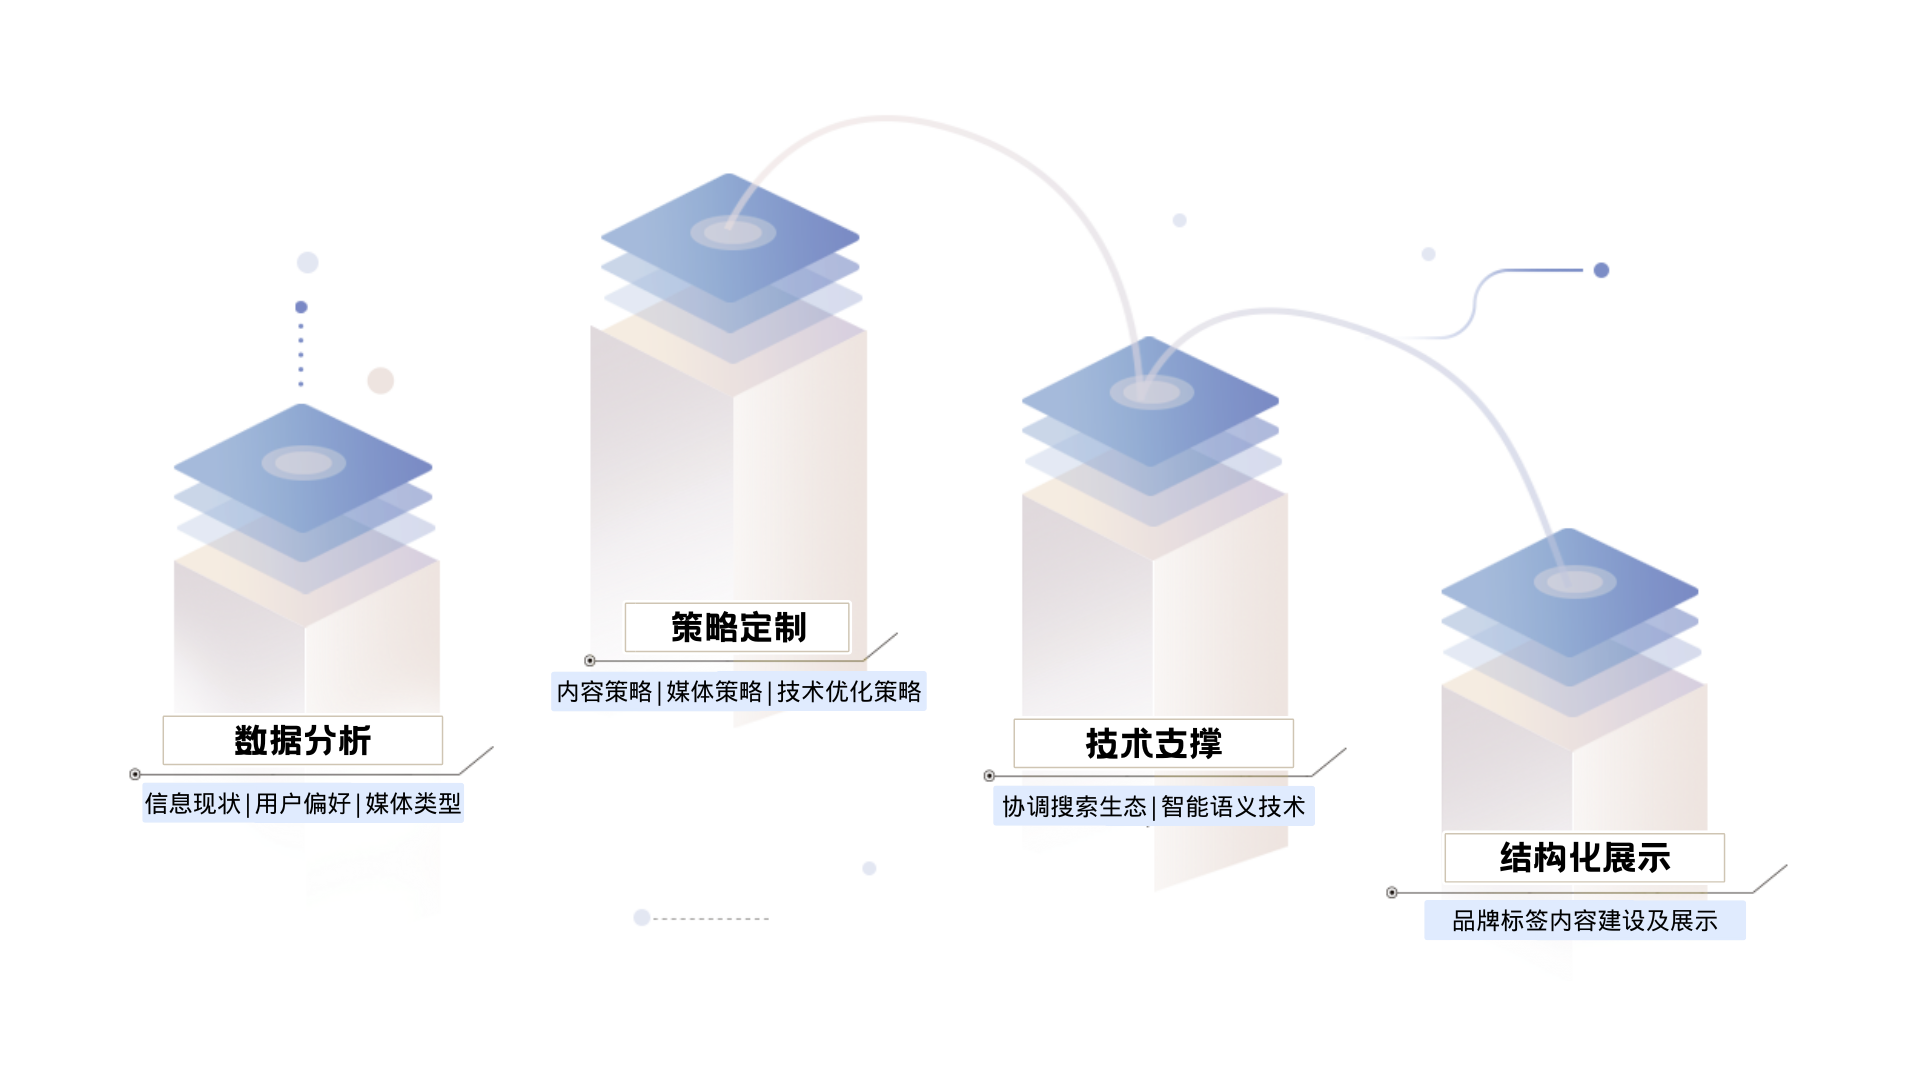 数据分析
信息现状|用户偏好|媒体类型
策略定制
内容策略|媒体策略|技术优化策略
技术支撑
协调搜索生态|智能语义技术
结构化展示
品牌标签内容建设及展示